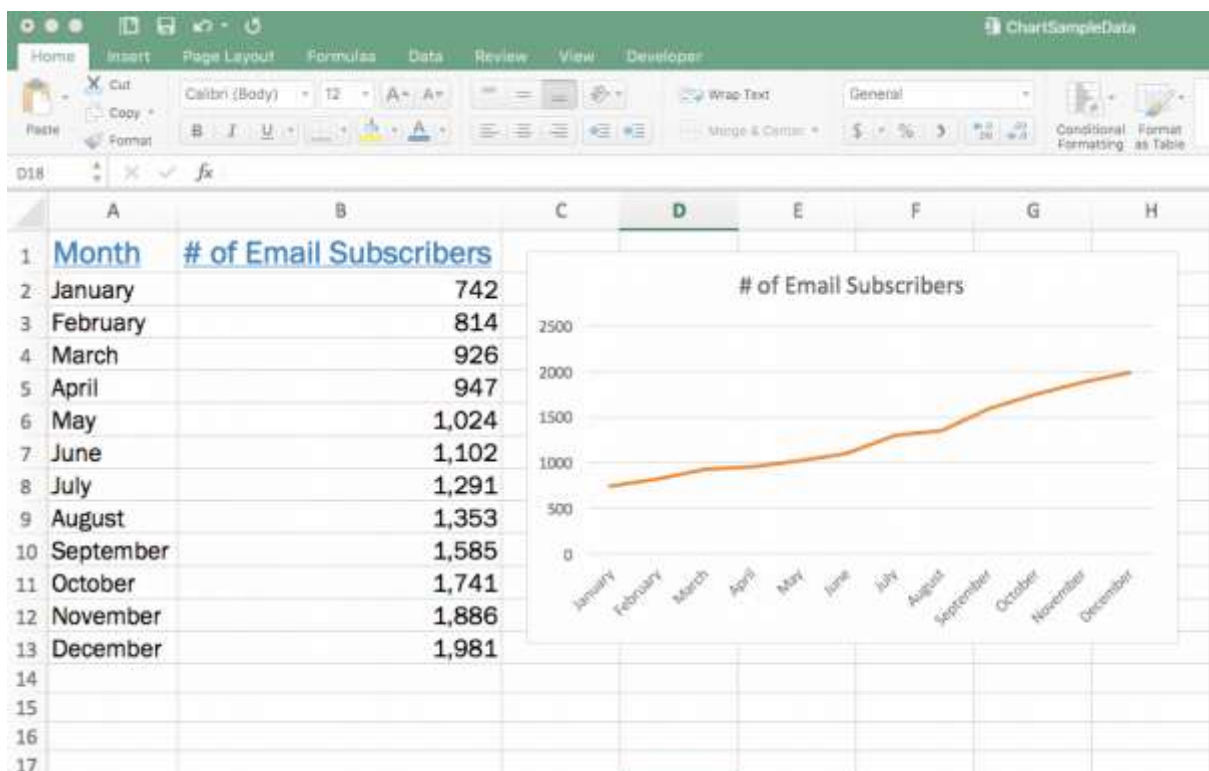 ChartSampleData
Home Insert Page Layout Formulas Data Review View Developer
Cut
Calibri (Body) 12 A A Wrap Text General
Copy
Paste
Format
B I U A Merge & Center $ % Conditional Formatting Format as Table
D18 fx
A B C D E F G H
1 Month # of Email Subscribers
2 January 742
3 February 814
4 March 926
5 April 947
6 May 1,024
7 June 1,102
8 July 1,291
9 August 1,353
10 September 1,585
11 October 1,741
12 November 1,886
13 December 1,981
14
15
16
17
# of Email Subscribers
2500
2000
1500
1000
500
0
January February March April May June July August September October November December